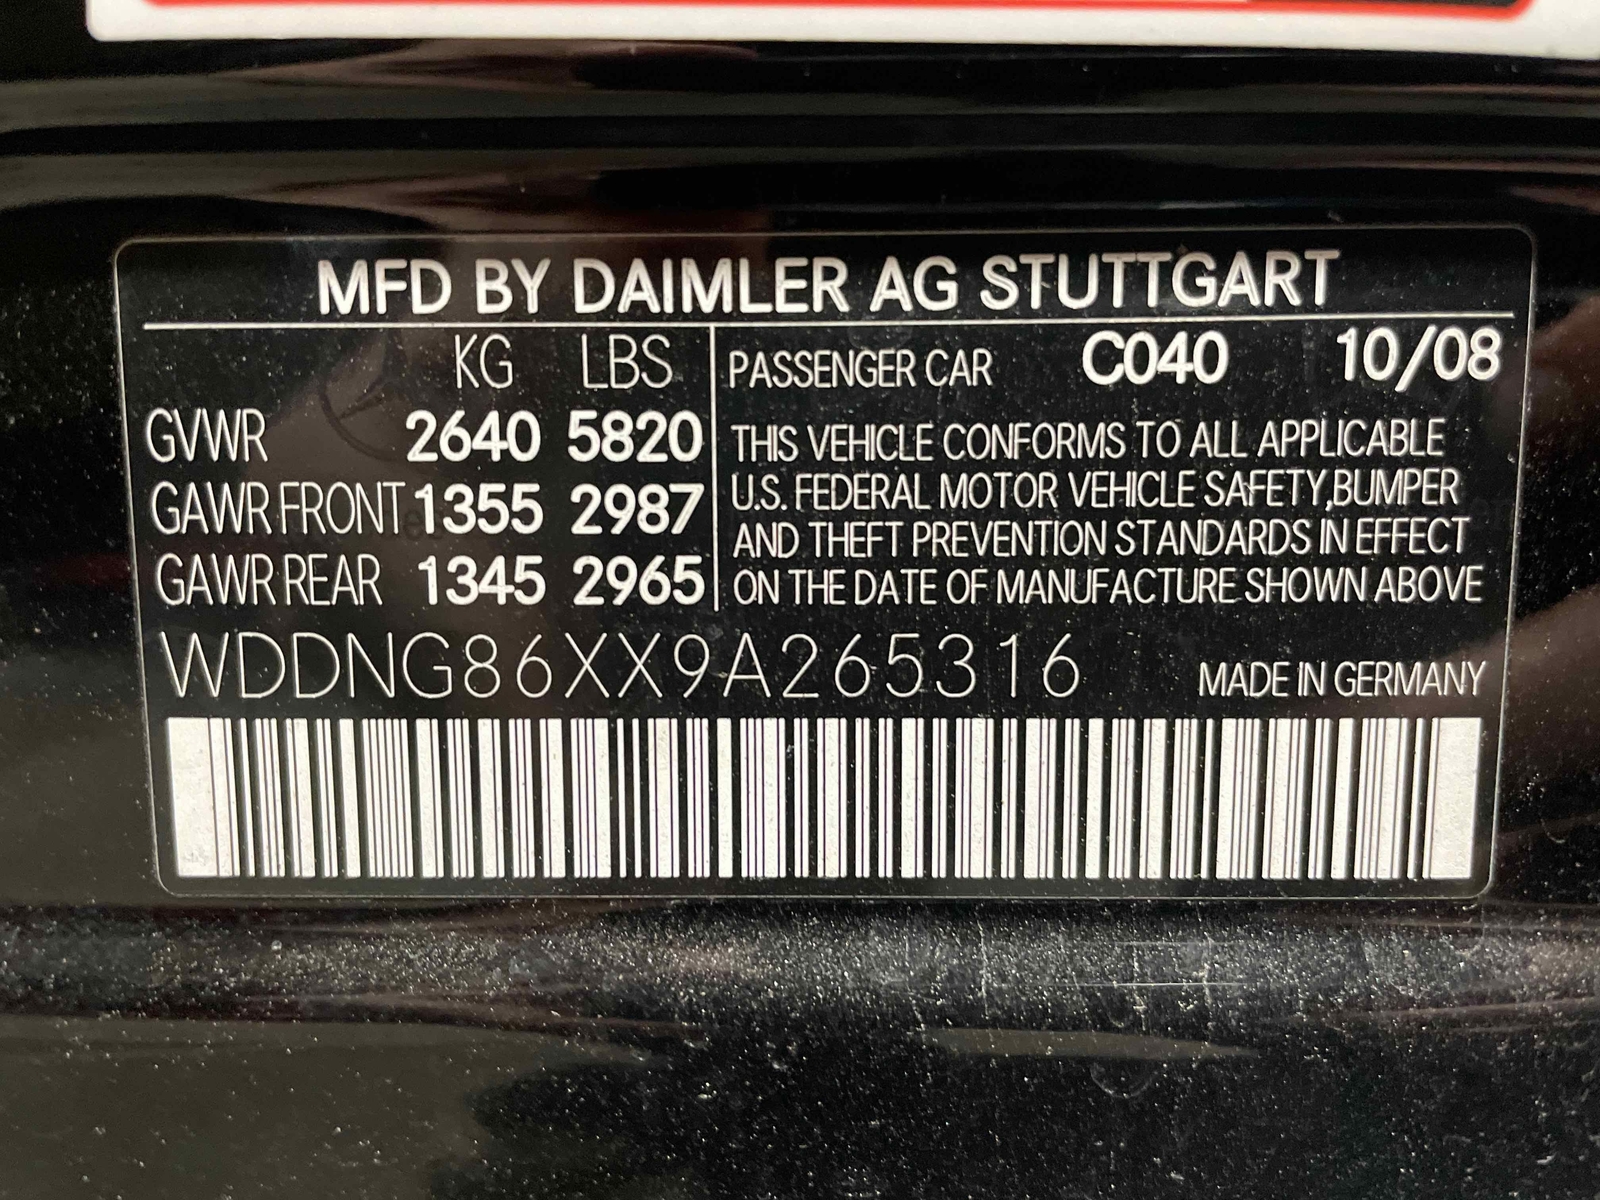 MFD BY DAIMLER AG STUTTGART
KG LBS
GVWR 2640 5820
GAWR FRONT 1355 2987
GAWR REAR 1345 2965
PASSENGER CAR C040 10/08
THIS VEHICLE CONFORMS TO ALL APPLICABLE
U.S. FEDERAL MOTOR VEHICLE SAFETY,BUMPER
AND THEFT PREVENTION STANDARDS IN EFFECT
ON THE DATE OF MANUFACTURE SHOWN ABOVE
WDDNG86XX9A265316
MADE IN GERMANY